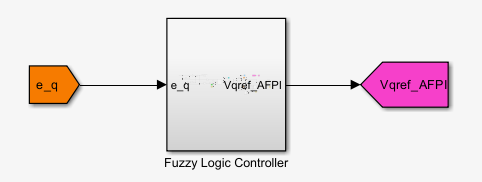 e_q
e_q
Vqref_AFPI
Vqref_AFPI
Fuzzy Logic Controller